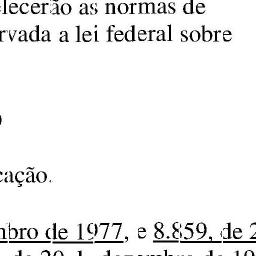 elecerão as normas de
rvada a lei federal sobre
cação.
mbro de 1977, e 8.859, de 2
de 20 de dezembro de 19